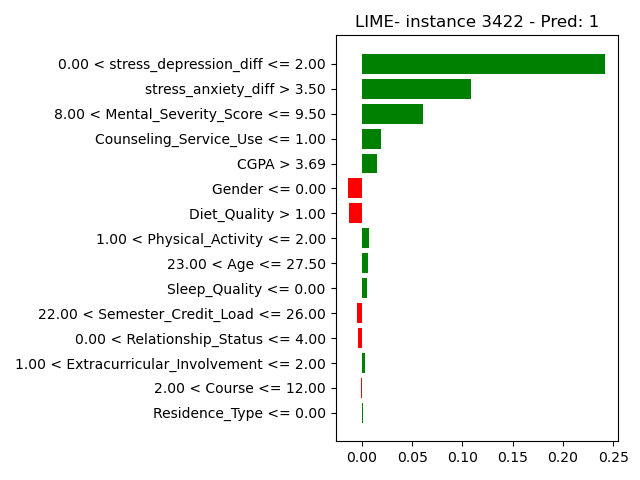 LIME- instance 3422 - Pred: 1
0.00 < stress_depression_diff <= 2.00
stress_anxiety_diff > 3.50
8.00 < Mental_Severity_Score <= 9.50
Counseling_Service_Use <= 1.00
CGPA > 3.69
Gender <= 0.00
Diet_Quality > 1.00
1.00 < Physical_Activity <= 2.00
23.00 < Age <= 27.50
Sleep_Quality <= 0.00
22.00 < Semester_Credit_Load <= 26.00
0.00 < Relationship_Status <= 4.00
1.00 < Extracurricular_Involvement <= 2.00
2.00 < Course <= 12.00
Residence_Type <= 0.00
0.00 0.05 0.10 0.15 0.20 0.25